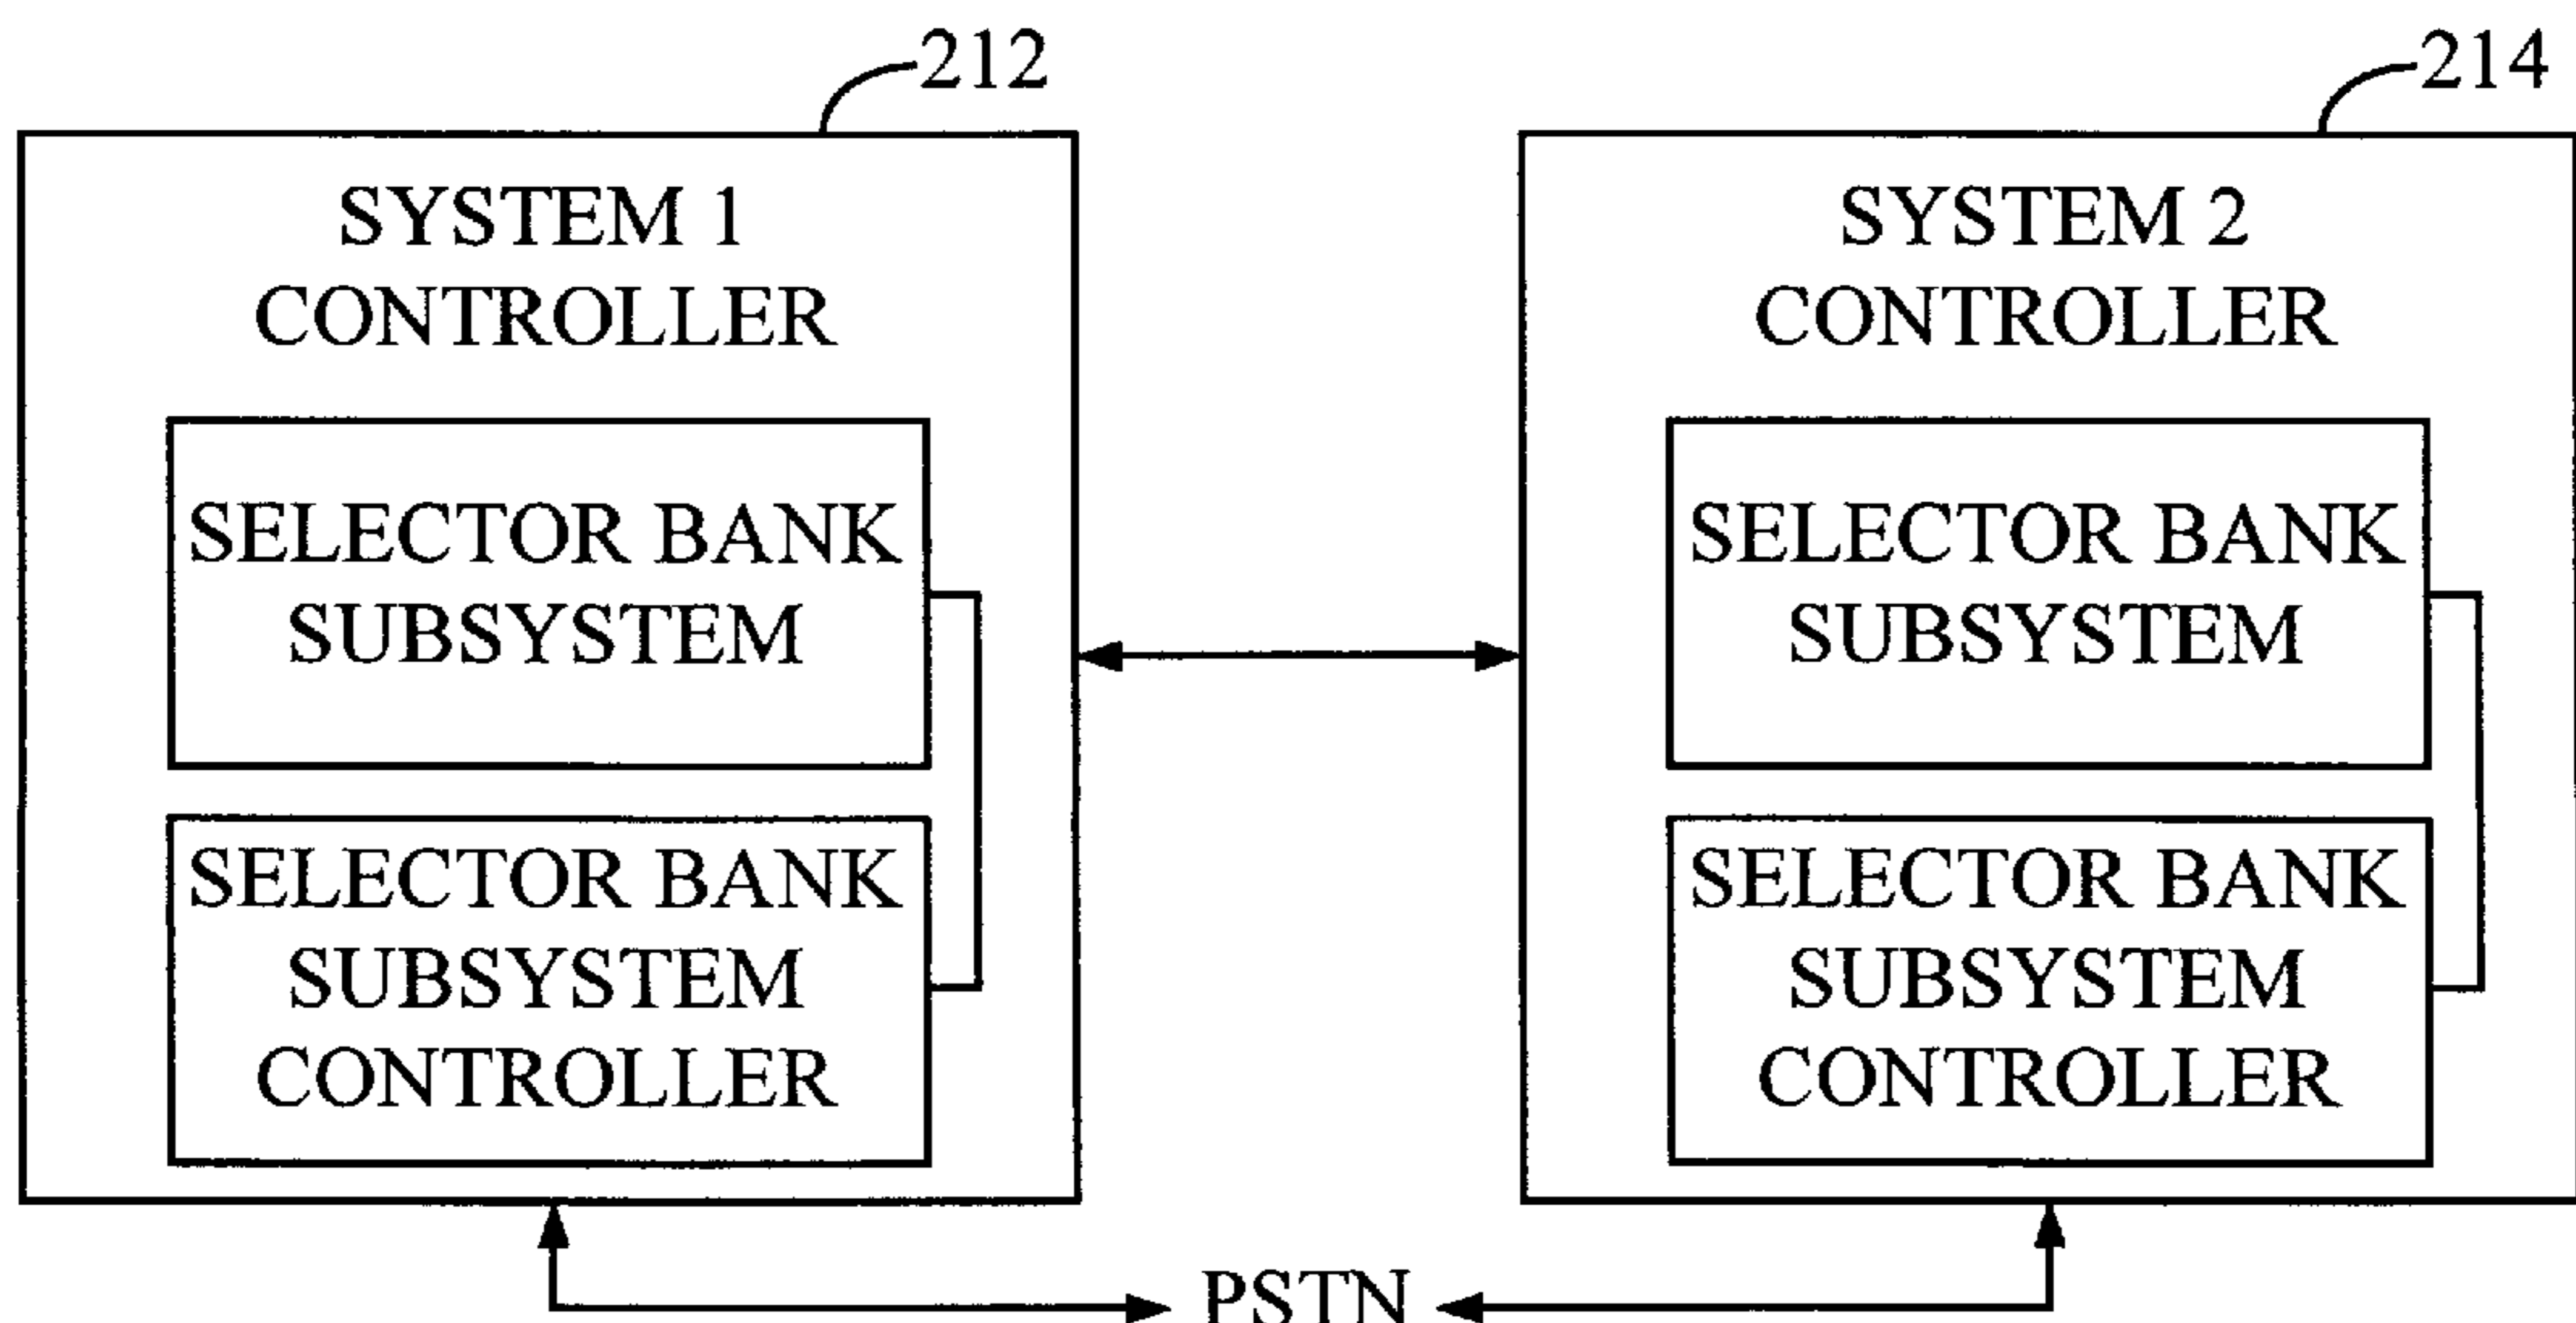 212
214
SYSTEM 1
CONTROLLER
SYSTEM 2
CONTROLLER
SELECTOR BANK
SUBSYSTEM
SELECTOR BANK
SUBSYSTEM
SELECTOR BANK
SUBSYSTEM
CONTROLLER
SELECTOR BANK
SUBSYSTEM
CONTROLLER
PSTN